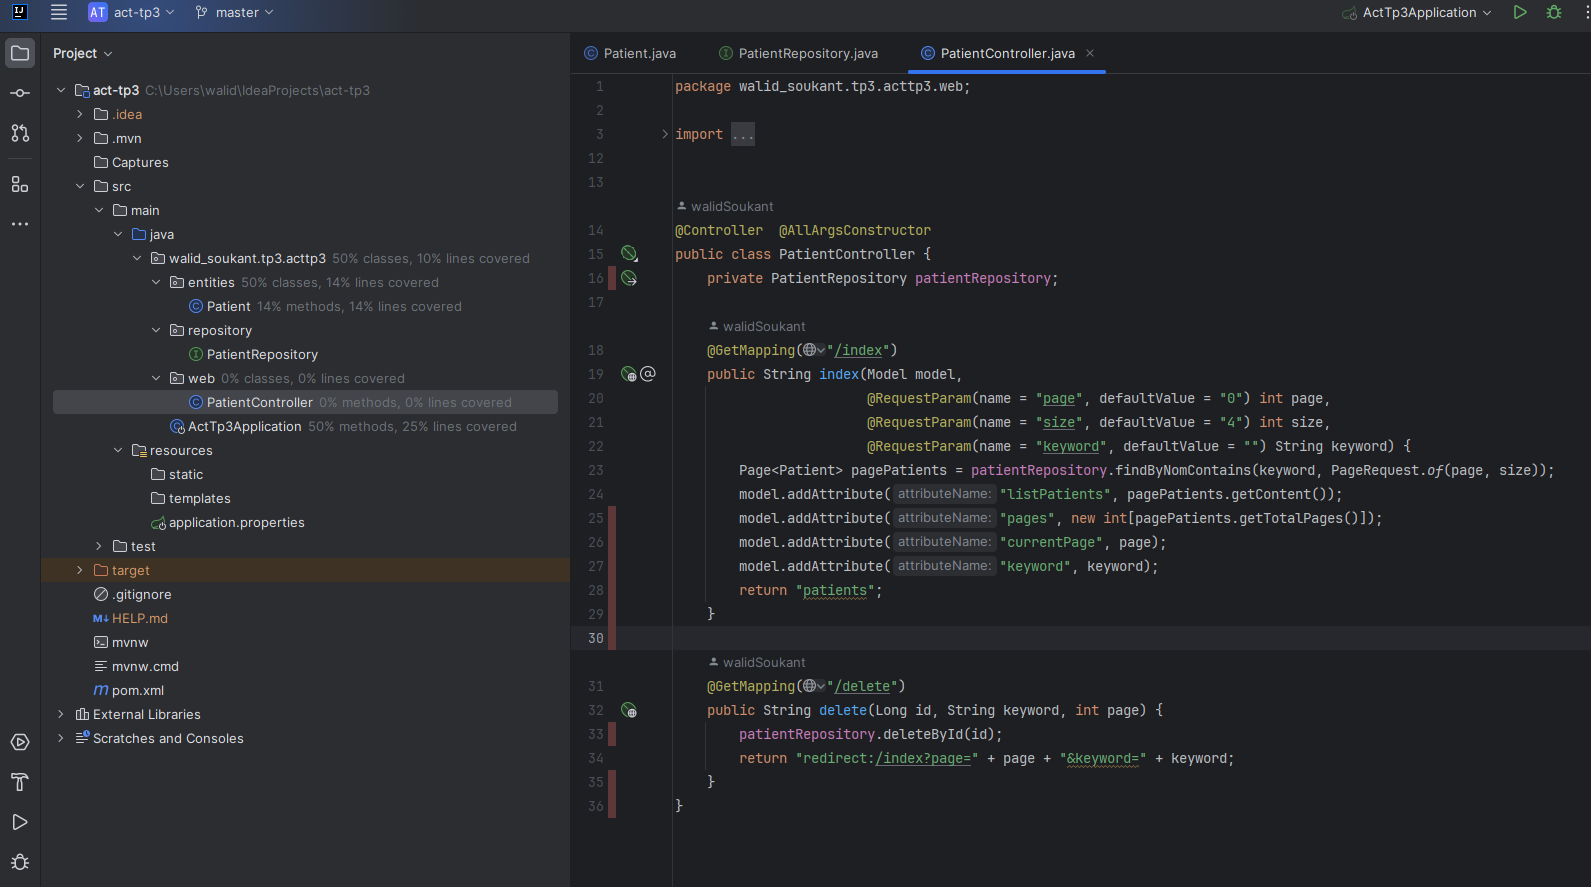 AT act-tp3 master ActTp3Application
Project
act-tp3 C:\Users\walid\IdeaProjects\act-tp3
.idea
.mvn
Captures
src
main
java
walid_soukant.tp3.acttp3 50% classes, 10% lines covered
entities 50% classes, 14% lines covered
Patient 14% methods, 14% lines covered
repository
PatientRepository
web 0% classes, 0% lines covered
PatientController 0% methods, 0% lines covered
ActTp3Application 50% methods, 25% lines covered
resources
static
templates
application.properties
test
target
.gitignore
HELP.md
mvnw
mvnw.cmd
pom.xml
External Libraries
Scratches and Consoles
Patient.java PatientRepository.java PatientController.java
1 package walid_soukant.tp3.acttp3.web;
2
3 import ...
12
13
walidSoukant
14 @Controller @AllArgsConstructor
15 public class PatientController {
16 private PatientRepository patientRepository;
17
walidSoukant
18 @GetMapping("/index")
19 public String index(Model model,
20 @RequestParam(name = "page", defaultValue = "0") int page,
21 @RequestParam(name = "size", defaultValue = "4") int size,
22 @RequestParam(name = "keyword", defaultValue = "") String keyword) {
23 Page<Patient> pagePatients = patientRepository.findByNomContains(keyword, PageRequest.of(page, size));
24 model.addAttribute( attributeName: "listPatients", pagePatients.getContent());
25 model.addAttribute( attributeName: "pages", new int[pagePatients.getTotalPages()]);
26 model.addAttribute( attributeName: "currentPage", page);
27 model.addAttribute( attributeName: "keyword", keyword);
28 return "patients";
29 }
30
walidSoukant
31 @GetMapping("/delete")
32 public String delete(Long id, String keyword, int page) {
33 patientRepository.deleteById(id);
34 return "redirect:/index?page=" + page + "&keyword=" + keyword;
35 }
36 }